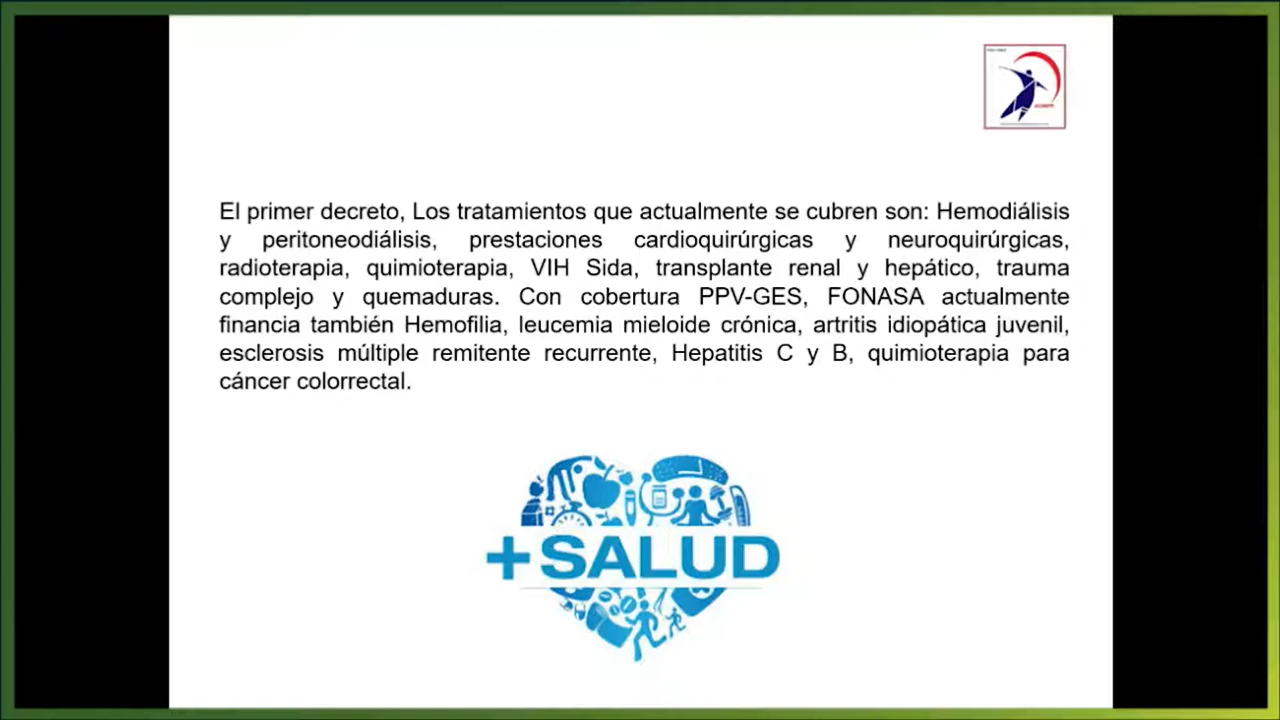 El primer decreto, Los tratamientos que actualmente se cubren son: Hemodiálisis
y peritoneodiálisis, prestaciones cardioquirúrgicas y neuroquirúrgicas,
radioterapia, quimioterapia, VIH Sida, transplante renal y hepático, trauma
complejo y quemaduras. Con cobertura PPV-GES, FONASA actualmente
financia también Hemofilia, leucemia mieloide crónica, artritis idiopática juvenil,
esclerosis múltiple remitente recurrente, Hepatitis C y B, quimioterapia para
cáncer colorrectal.
+SALUD